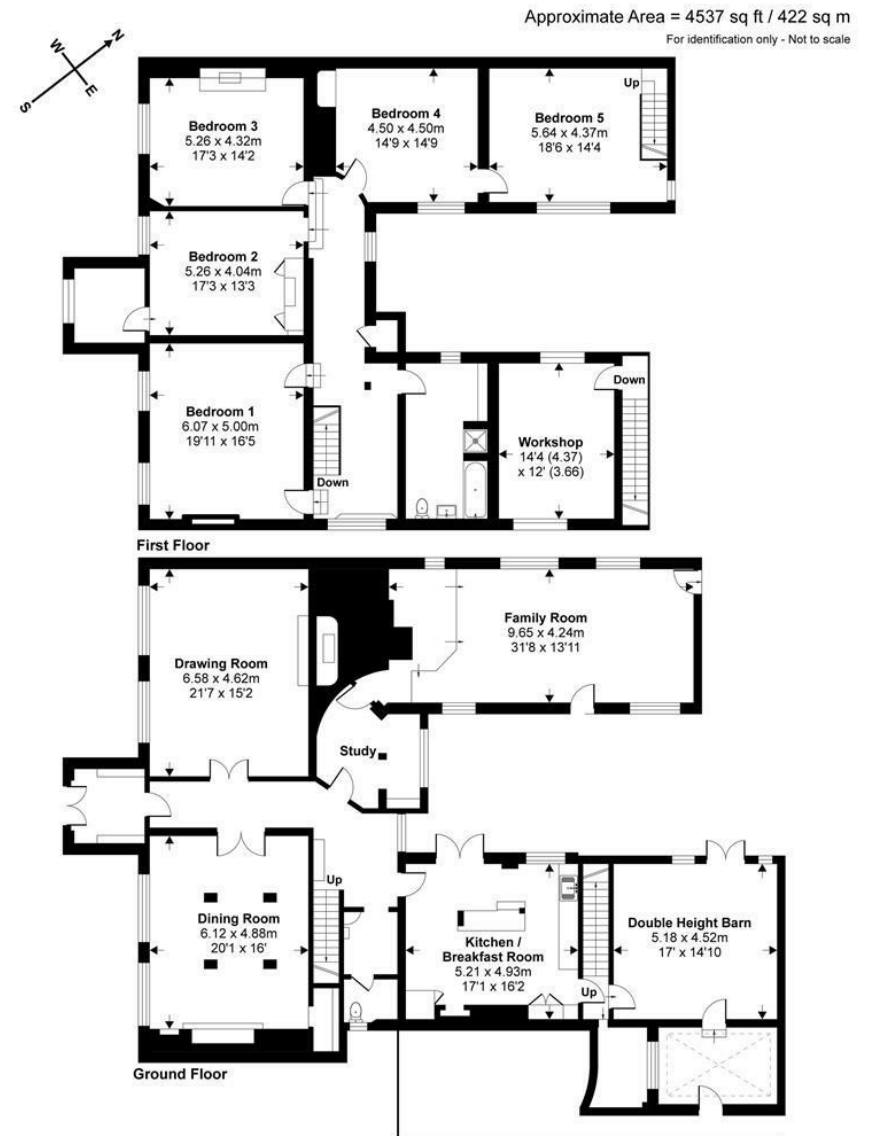 Approximate Area = 4537 sq ft / 422 sq m
For identification only - Not to scale
N
W
E
S
Bedroom 3
5.26 x 4.32m
17'3 x 14'2
Bedroom 4
4.50 x 4.50m
14'9 x 14'9
Bedroom 5
5.64 x 4.37m
18'6 x 14'4
Up
Bedroom 2
5.26 x 4.04m
17'3 x 13'3
Bedroom 1
6.07 x 5.00m
19'11 x 16'5
Down
Workshop
14'4 (4.37)
x 12' (3.66)
Down
First Floor
Drawing Room
6.58 x 4.62m
21'7 x 15'2
Family Room
9.65 x 4.24m
31'8 x 13'11
Study
Dining Room
6.12 x 4.88m
20'1 x 16'
Up
Kitchen /
Breakfast Room
5.21 x 4.93m
17'1 x 16'2
Up
Double Height Barn
5.18 x 4.52m
17' x 14'10
Ground Floor